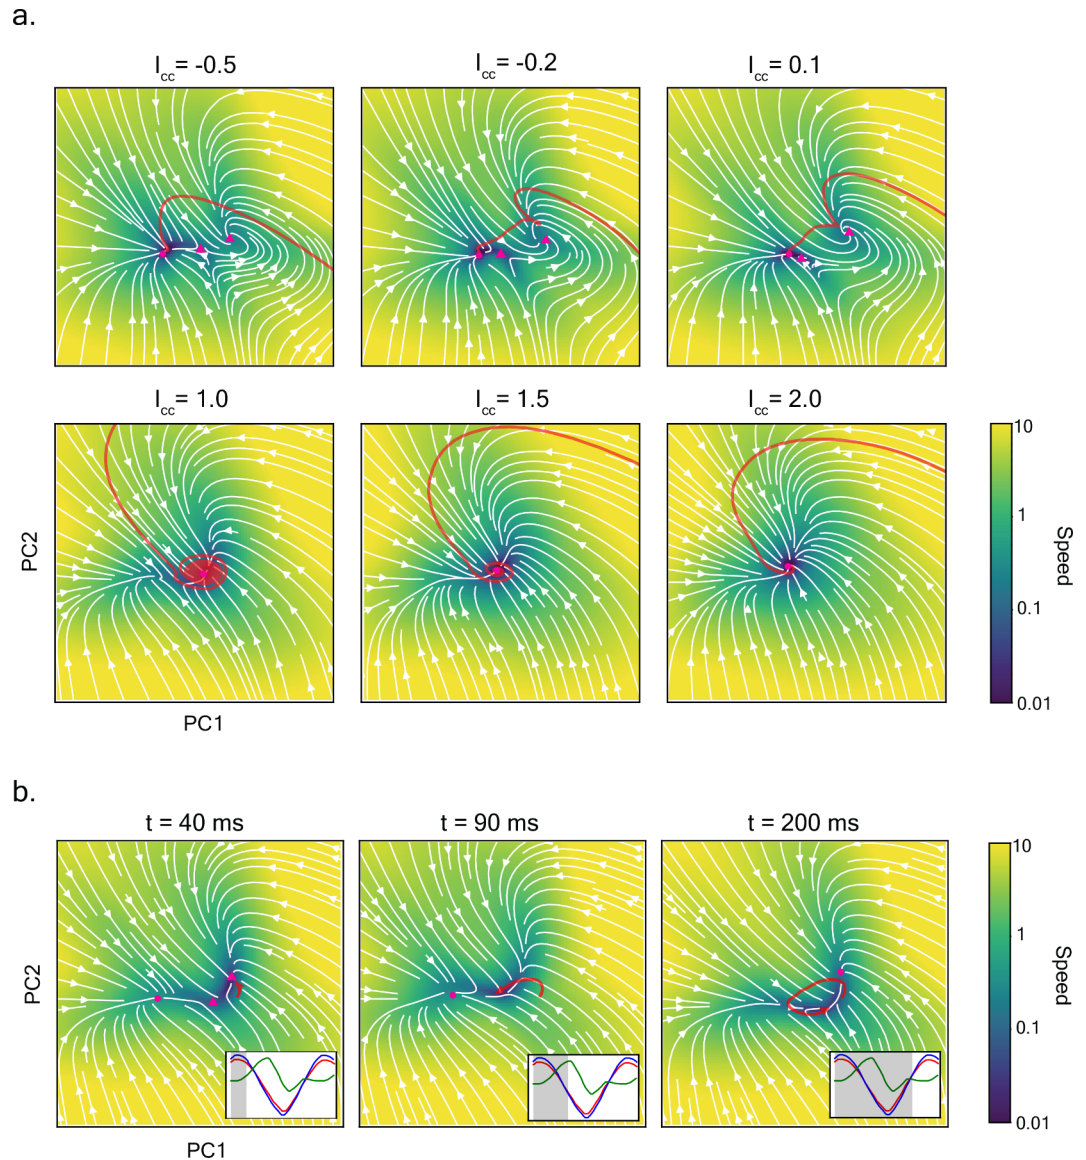 a.
I_cc = -0.5 I_cc = -0.2 I_cc = 0.1
I_cc = 1.0 I_cc = 1.5 I_cc = 2.0
10
1
0.1
0.01
Speed
PC2
PC1
b.
t = 40 ms t = 90 ms t = 200 ms
10
1
0.1
0.01
Speed
PC2
PC1